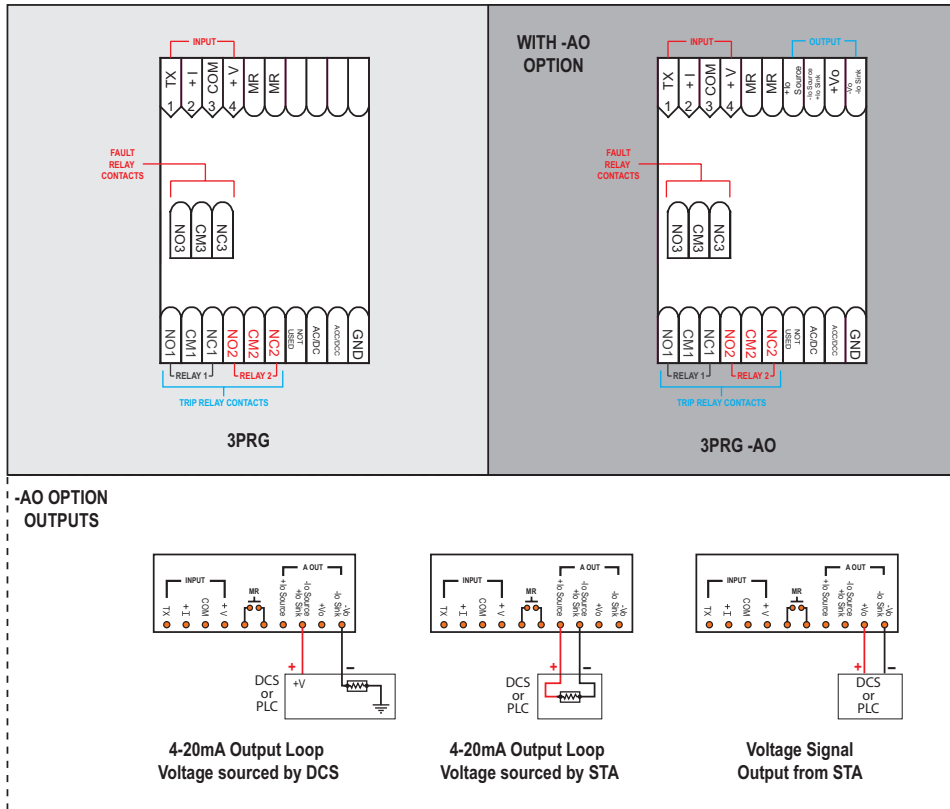 INPUT
TX
+ I
COM
+ V
MR
MR
1
2
3
4
FAULT
RELAY
CONTACTS
NO3
CM3
NC3
NO1
CM1
NC1
NO2
CM2
NC2
NOT
USED
AC/DC
ACC/DCC
GND
RELAY 1
RELAY 2
TRIP RELAY CONTACTS
3PRG
WITH -AO
OPTION
INPUT
OUTPUT
TX
+ I
COM
+ V
MR
MR
+Io
Source
-Io Source
+Io Sink
+Vo
-Vo
-Io Sink
1
2
3
4
FAULT
RELAY
CONTACTS
NO3
CM3
NC3
NO1
CM1
NC1
NO2
CM2
NC2
NOT
USED
AC/DC
ACC/DCC
GND
RELAY 1
RELAY 2
TRIP RELAY CONTACTS
3PRG -AO
-AO OPTION
OUTPUTS
INPUT
MR
A OUT
TX
+ I
COM
+ V
+Io Source
-Io Source
+Io Sink
+Vo
-Vo
-Io Sink
+
–
DCS
or
PLC
+V
4-20mA Output Loop
Voltage sourced by DCS
INPUT
MR
A OUT
TX
+ I
COM
+ V
+Io Source
-Io Source
+Io Sink
+Vo
-Vo
-Io Sink
+
–
DCS
or
PLC
4-20mA Output Loop
Voltage sourced by STA
INPUT
MR
A OUT
TX
+ I
COM
+ V
+Io Source
-Io Source
+Io Sink
+Vo
-Vo
-Io Sink
+
–
DCS
or
PLC
Voltage Signal
Output from STA